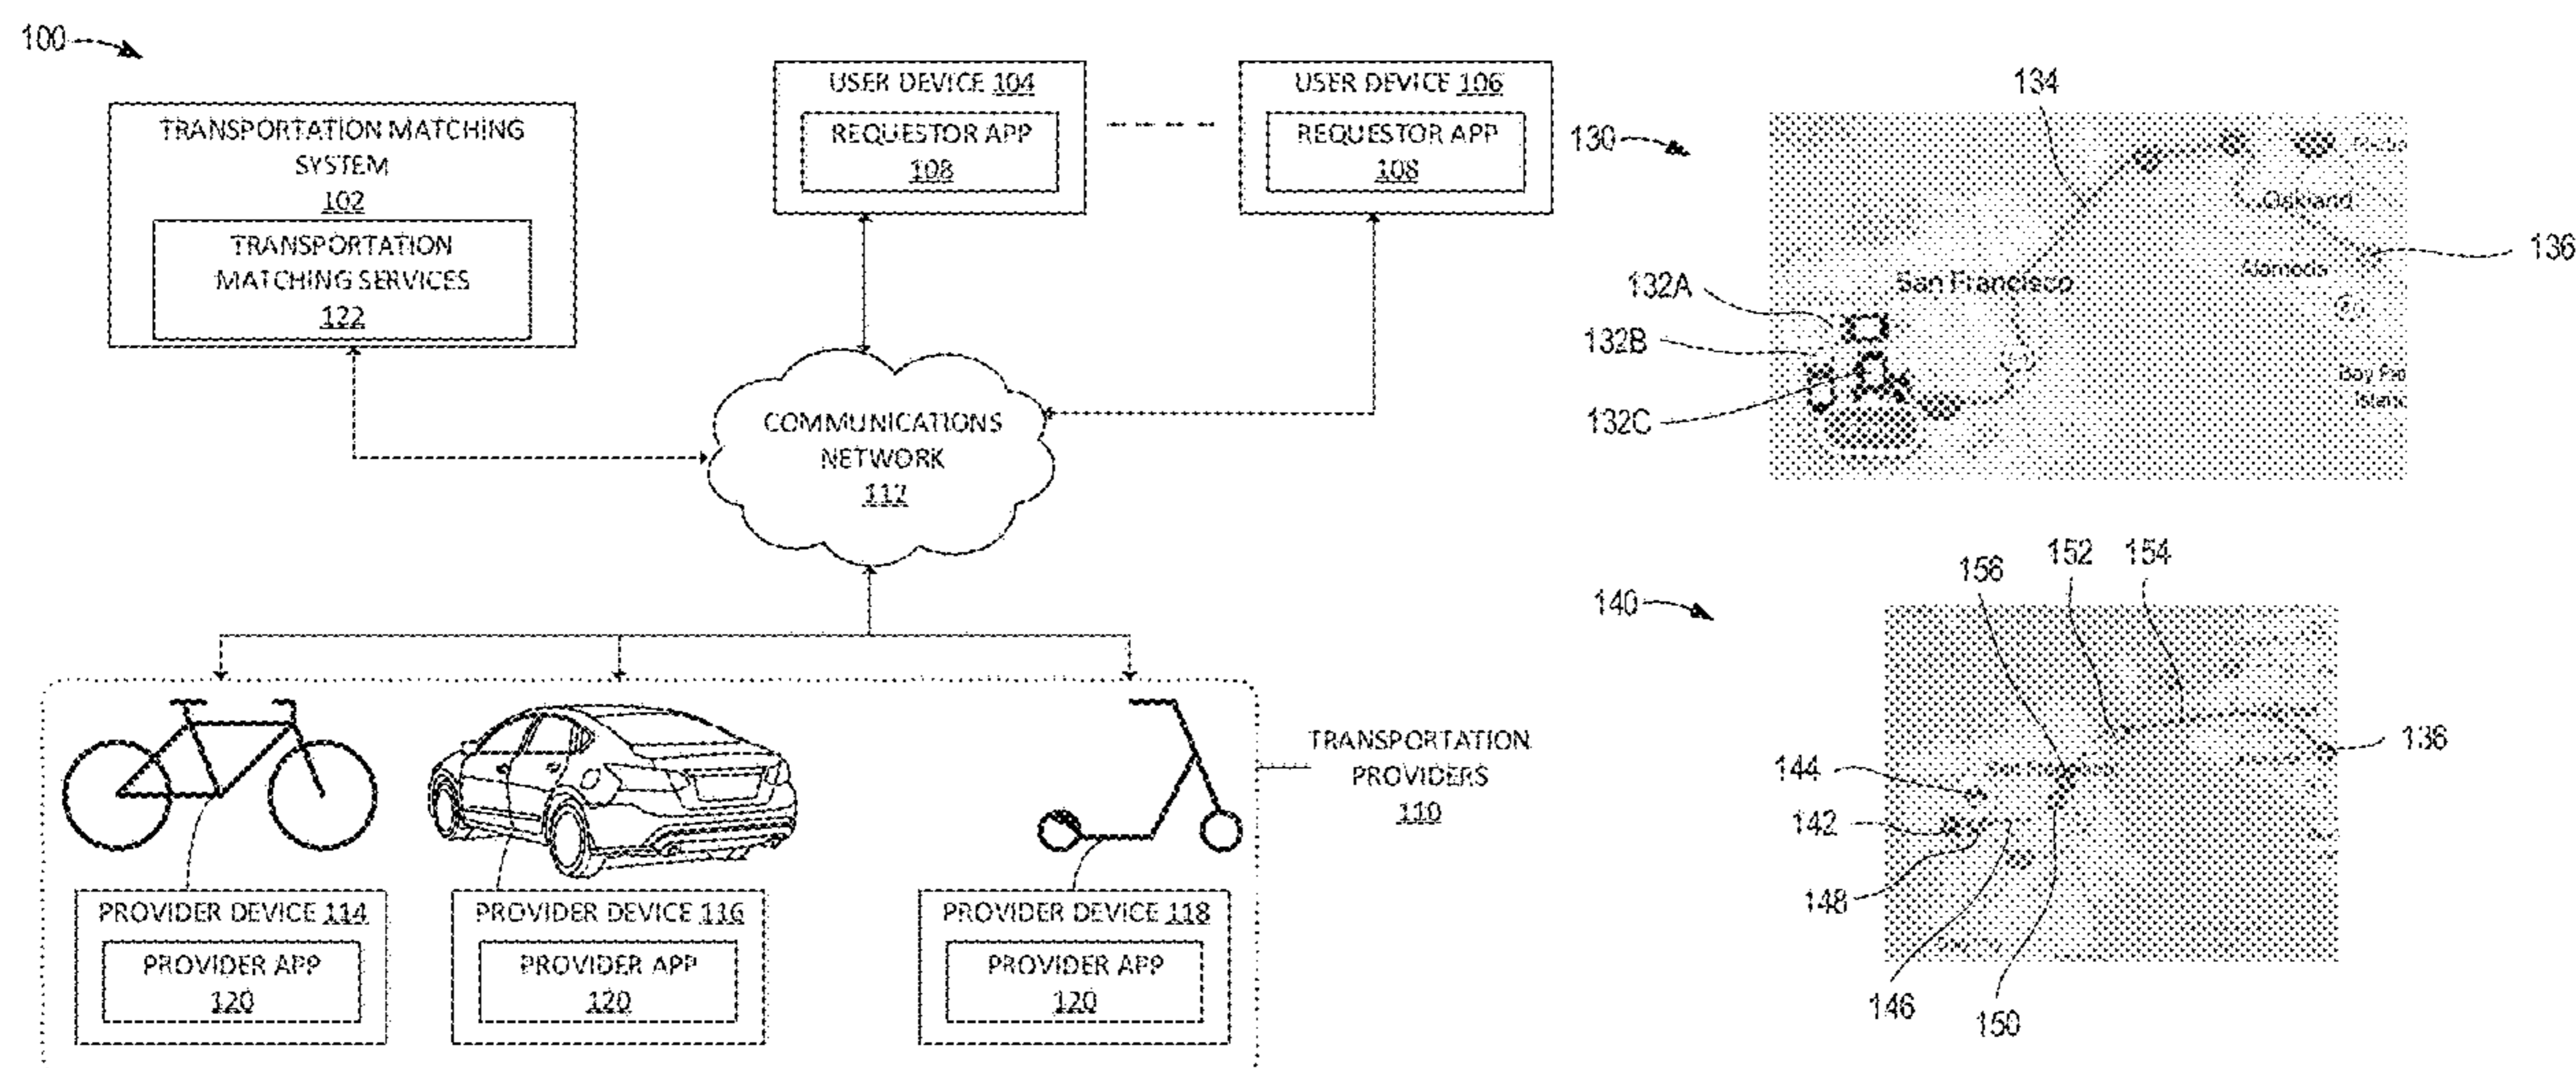 100
TRANSPORTATION MATCHING
SYSTEM
102
TRANSPORTATION
MATCHING SERVICES
122
USER DEVICE 104
REQUESTOR APP
108
USER DEVICE 106
REQUESTOR APP
108
COMMUNICATIONS
NETWORK
112
TRANSPORTATION
PROVIDERS
110
PROVIDER DEVICE 114
PROVIDER APP
120
PROVIDER DEVICE 116
PROVIDER APP
120
PROVIDER DEVICE 118
PROVIDER APP
120
130
134
Oakland
136
Alameda
San Francisco
132A
132B
132C
140
156
152
154
136
144
142
148
146
150